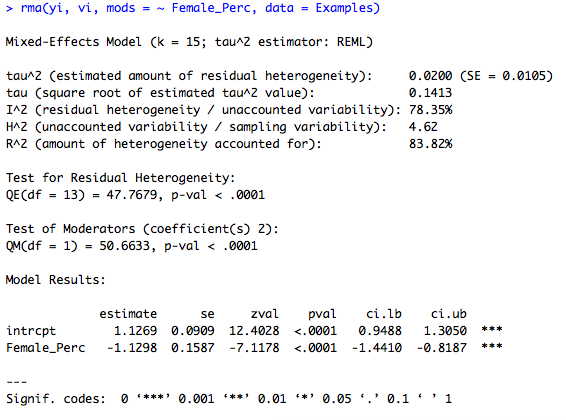 > rma(yi, vi, mods = ~ Female_Perc, data = Examples)
Mixed-Effects Model (k = 15; tau^2 estimator: REML)
tau^2 (estimated amount of residual heterogeneity):     0.0200 (SE = 0.0105)
tau (square root of estimated tau^2 value):             0.1413
I^2 (residual heterogeneity / unaccounted variability): 78.35%
H^2 (unaccounted variability / sampling variability):   4.62
R^2 (amount of heterogeneity accounted for):            83.82%
Test for Residual Heterogeneity:
QE(df = 13) = 47.7679, p-val < .0001
Test of Moderators (coefficient(s) 2):
QM(df = 1) = 50.6633, p-val < .0001
Model Results:
estimate      se     zval    pval    ci.lb    ci.ub
intrcpt        1.1269  0.0909  12.4028  <.0001   0.9488   1.3050  ***
Female_Perc   -1.1298  0.1587  -7.1178  <.0001  -1.4410  -0.8187  ***
---
Signif. codes:  0 ‘***’ 0.001 ‘**’ 0.01 ‘*’ 0.05 ‘.’ 0.1 ‘ ’ 1